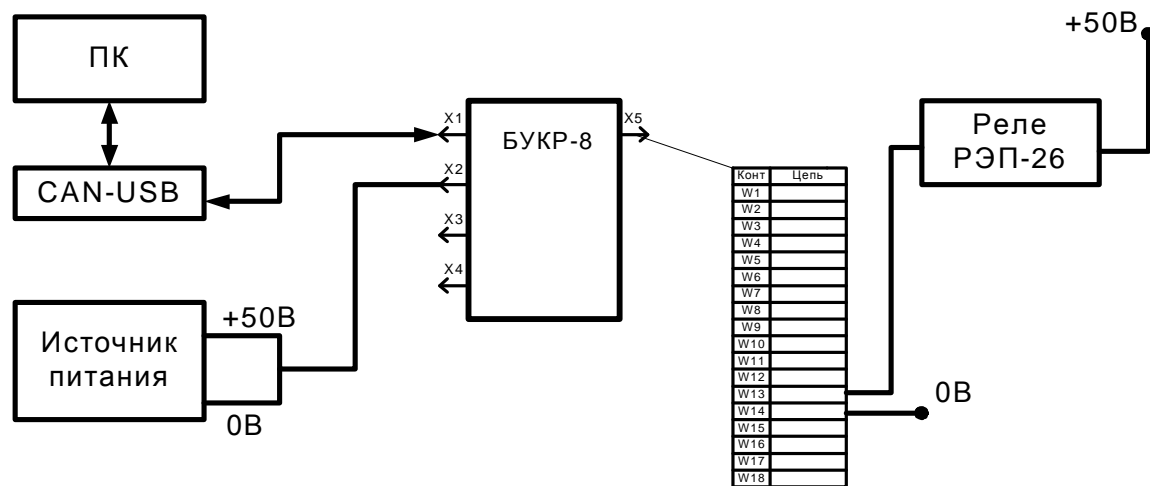 ПК
CAN-USB
Источник
питания
+50В
0В
X1
X2
X3
X4
БУКР-8
X5
Конт Цепь
W1
W2
W3
W4
W5
W6
W7
W8
W9
W10
W11
W12
W13
W14
W15
W16
W17
W18
Реле
РЭП-26
+50В
0В